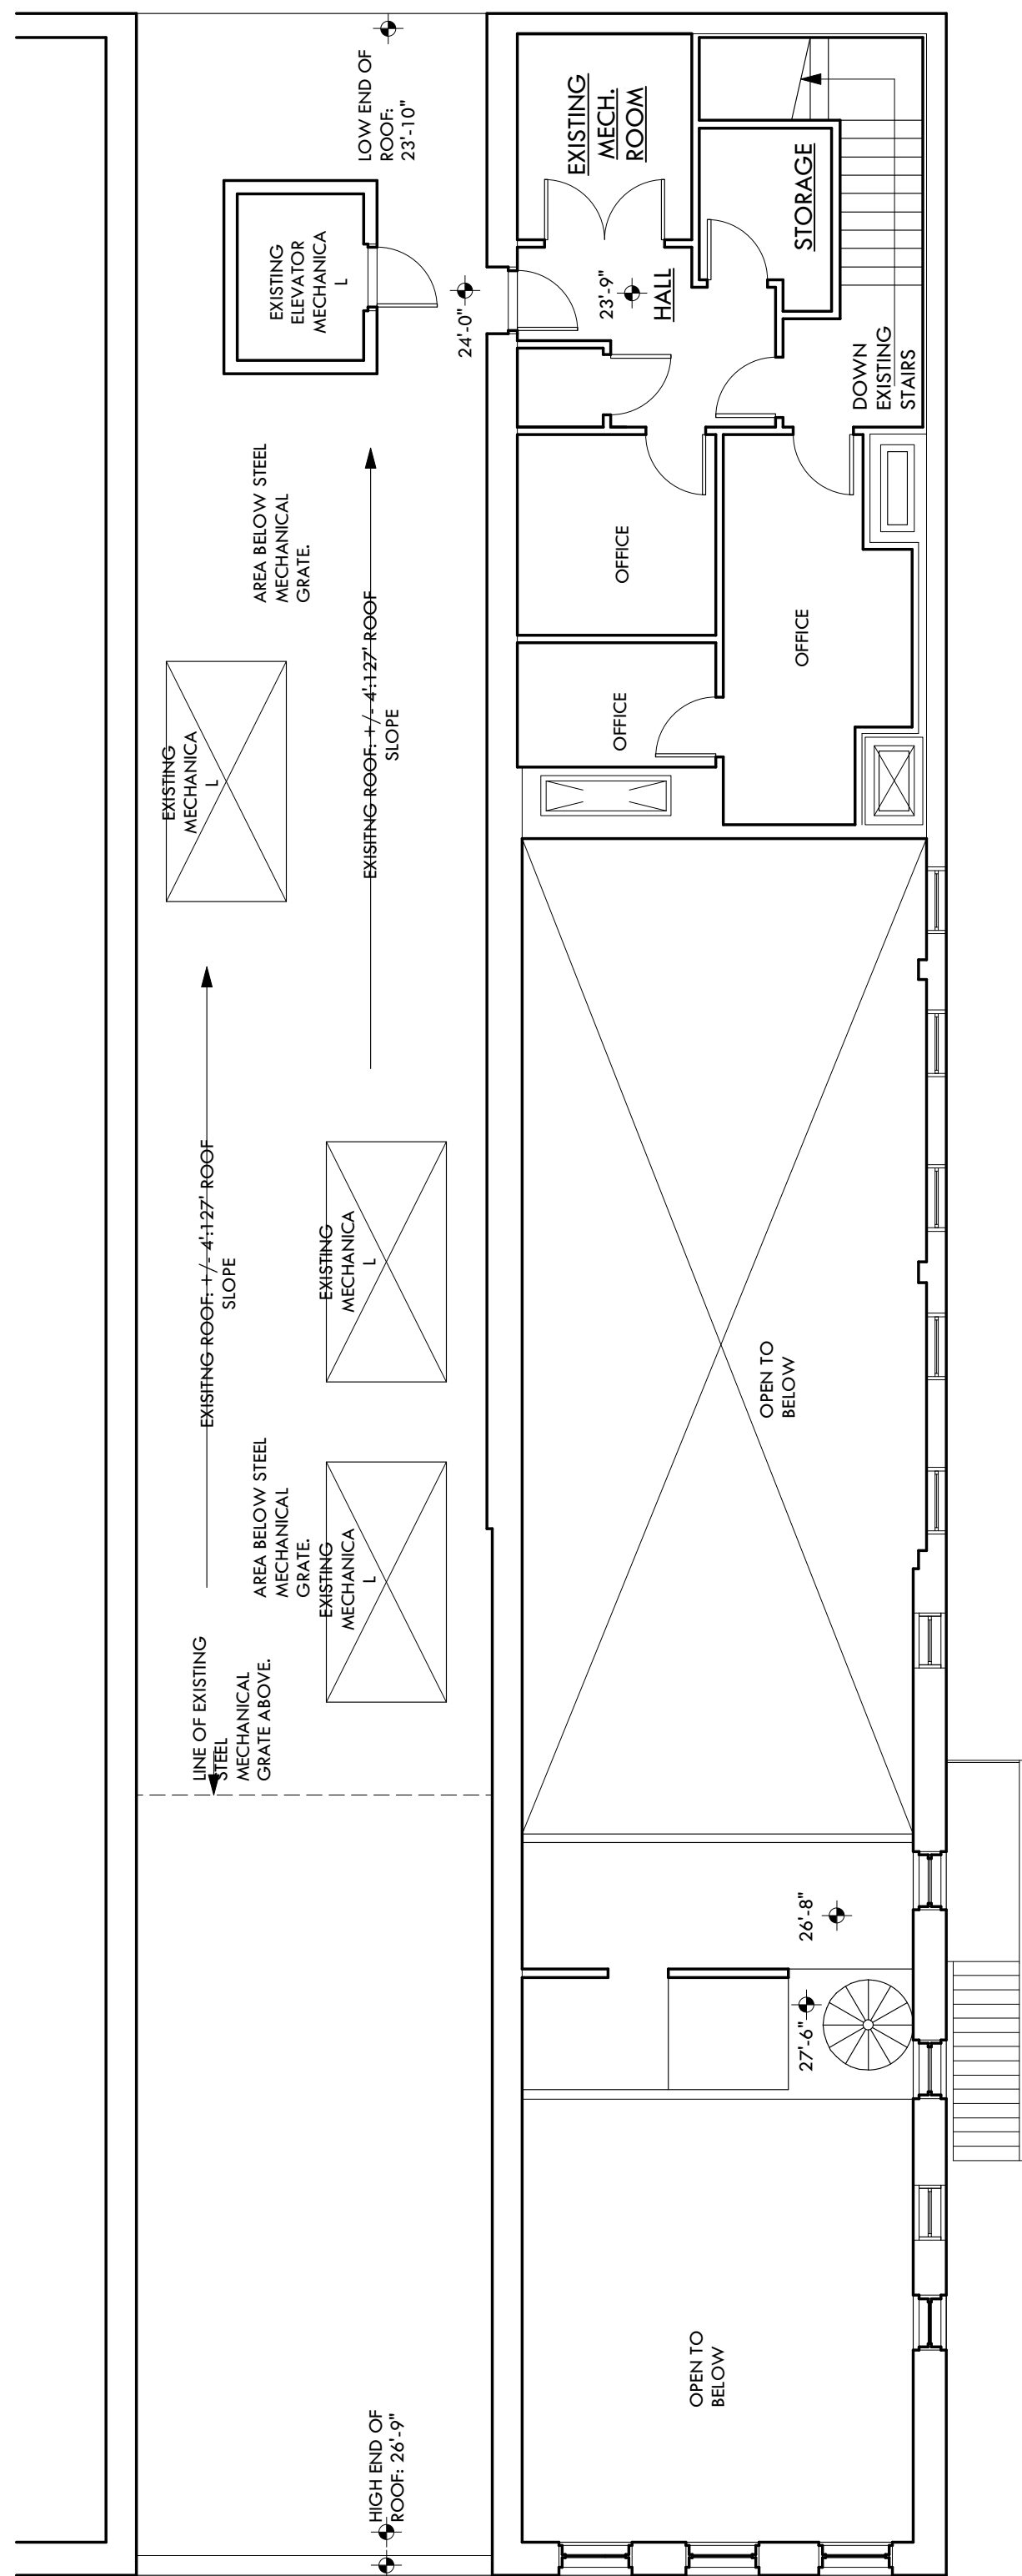 LOW END OF
ROOF:
23'-10"
EXISTING
MECH.
ROOM
STORAGE
EXISTING
ELEVATOR
MECHANICA
L
24'-0"
23'-9"
HALL
DOWN
EXISTING
STAIRS
AREA BELOW STEEL
MECHANICAL
GRATE.
OFFICE
OFFICE
OFFICE
EXISITNG ROOF: +/- 4':127' ROOF
SLOPE
EXISTING
MECHANICA
L
EXISITNG ROOF: +/- 4':127' ROOF
SLOPE
EXISTING
MECHANICA
L
OPEN TO
BELOW
AREA BELOW STEEL
MECHANICAL
GRATE.
EXISTING
MECHANICA
L
LINE OF EXISTING
STEEL
MECHANICAL
GRATE ABOVE.
26'-8"
27'-6"
OPEN TO
BELOW
HIGH END OF
ROOF: 26'-9"